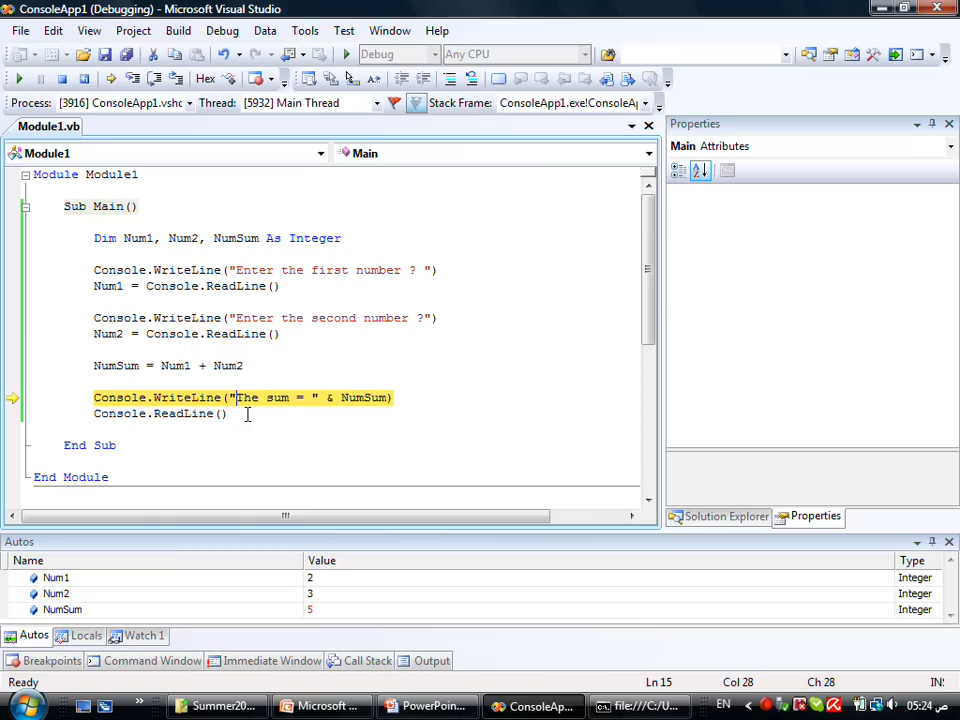 ConsoleApp1 (Debugging) - Microsoft Visual Studio
File Edit View Project Build Debug Data Tools Test Window Help
Debug Any CPU
Hex
Process: [3916] ConsoleApp1.vshc Thread: [5932] Main Thread Stack Frame: ConsoleApp1.exe!ConsoleAp
Module1.vb
Module1 Main
Module Module1
Sub Main()
Dim Num1, Num2, NumSum As Integer
Console.WriteLine("Enter the first number ? ")
Num1 = Console.ReadLine()
Console.WriteLine("Enter the second number ?")
Num2 = Console.ReadLine()
NumSum = Num1 + Num2
Console.WriteLine("The sum = " & NumSum)
Console.ReadLine()
End Sub
End Module
Properties
Main Attributes
Solution Explorer Properties
Autos
Name Value Type
Num1 2 Integer
Num2 3 Integer
NumSum 5 Integer
Autos Locals Watch 1
Breakpoints Command Window Immediate Window Call Stack Output
Ready Ln 15 Col 28 Ch 28 INS
Summer20... Microsoft ... PowerPoin... ConsoleAp... file:///C:/U... EN 05:24 ص